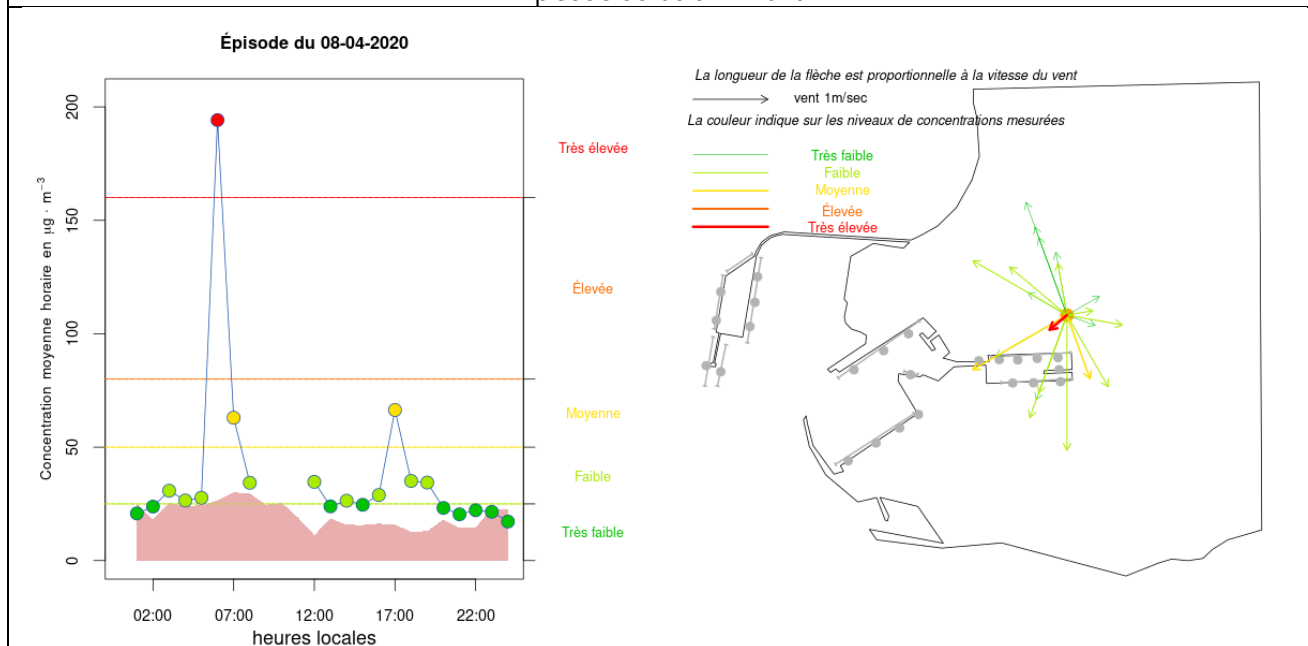 Épisode du 08-04-2020
Concentration moyenne horaire en µg · m⁻³
200
150
100
50
0
02:00
07:00
12:00
17:00
22:00
heures locales
Très élevée
Élevée
Moyenne
Faible
Très faible
La longueur de la flèche est proportionnelle à la vitesse du vent
vent 1m/sec
La couleur indique sur les niveaux de concentrations mesurées
Très faible
Faible
Moyenne
Élevée
Très élevée